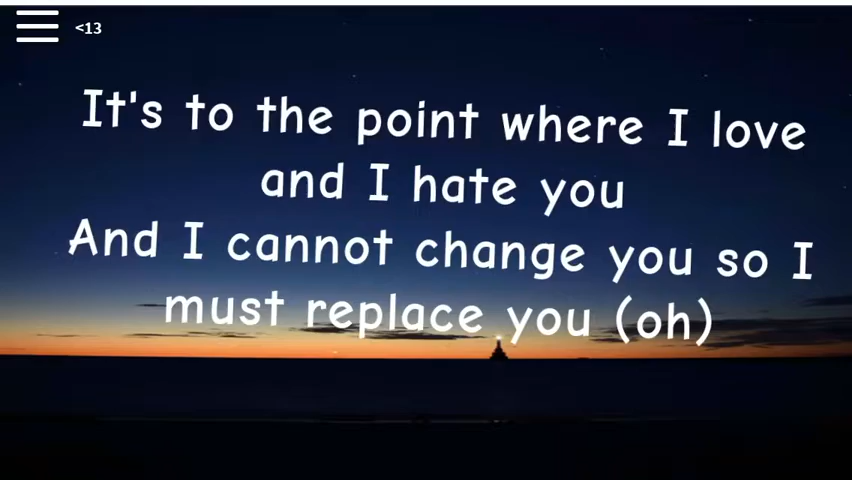 <13
It's to the point where I love
and I hate you
And I cannot change you so I
must replace you (oh)